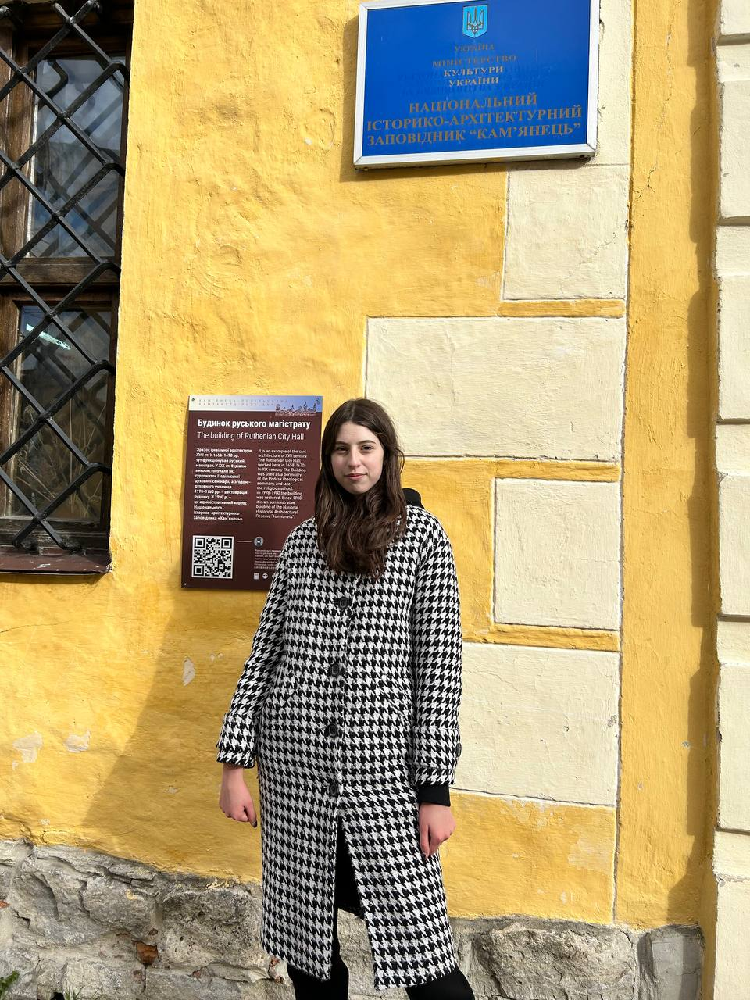 УКРАЇНА
МІНІСТЕРСТВО
КУЛЬТУРИ
УКРАЇНИ
НАЦІОНАЛЬНИЙ
ІСТОРИКО-АРХІТЕКТУРНИЙ
ЗАПОВІДНИК “КАМ’ЯНЕЦЬ”
КАМ'ЯНЕЦЬ-ПОДІЛЬСЬКИЙ
KAMIANETS-PODILSKYI
Будинок руського магістрату
The building of Ruthenian City Hall
Зразок цивільної архітектури
XVII ст. У 1658-1670 рр.
тут функціонував руський
магістрат. У XIX ст. будівлю
використовували як
гуртожиток Подільської
духовної семінарії, а згодом –
духовного училища.
1978-1980 рр. – реставрація
будинку. З 1980 р. –
це адміністративний корпус
Національного
історико-архітектурного
заповідника «Кам'янець».
It is an example of the civil
architecture of XVII century.
The Ruthenian City Hall
worked here in 1658-1670.
In XIX century The Building
was used as a dormitory
of the Podilsk theological
seminary, and later –
the religious school.
in 1978-1980 the building
was restored. Since 1980
it is an administrative
building of the National
Historical Architectural
Reserve "Kamianets".